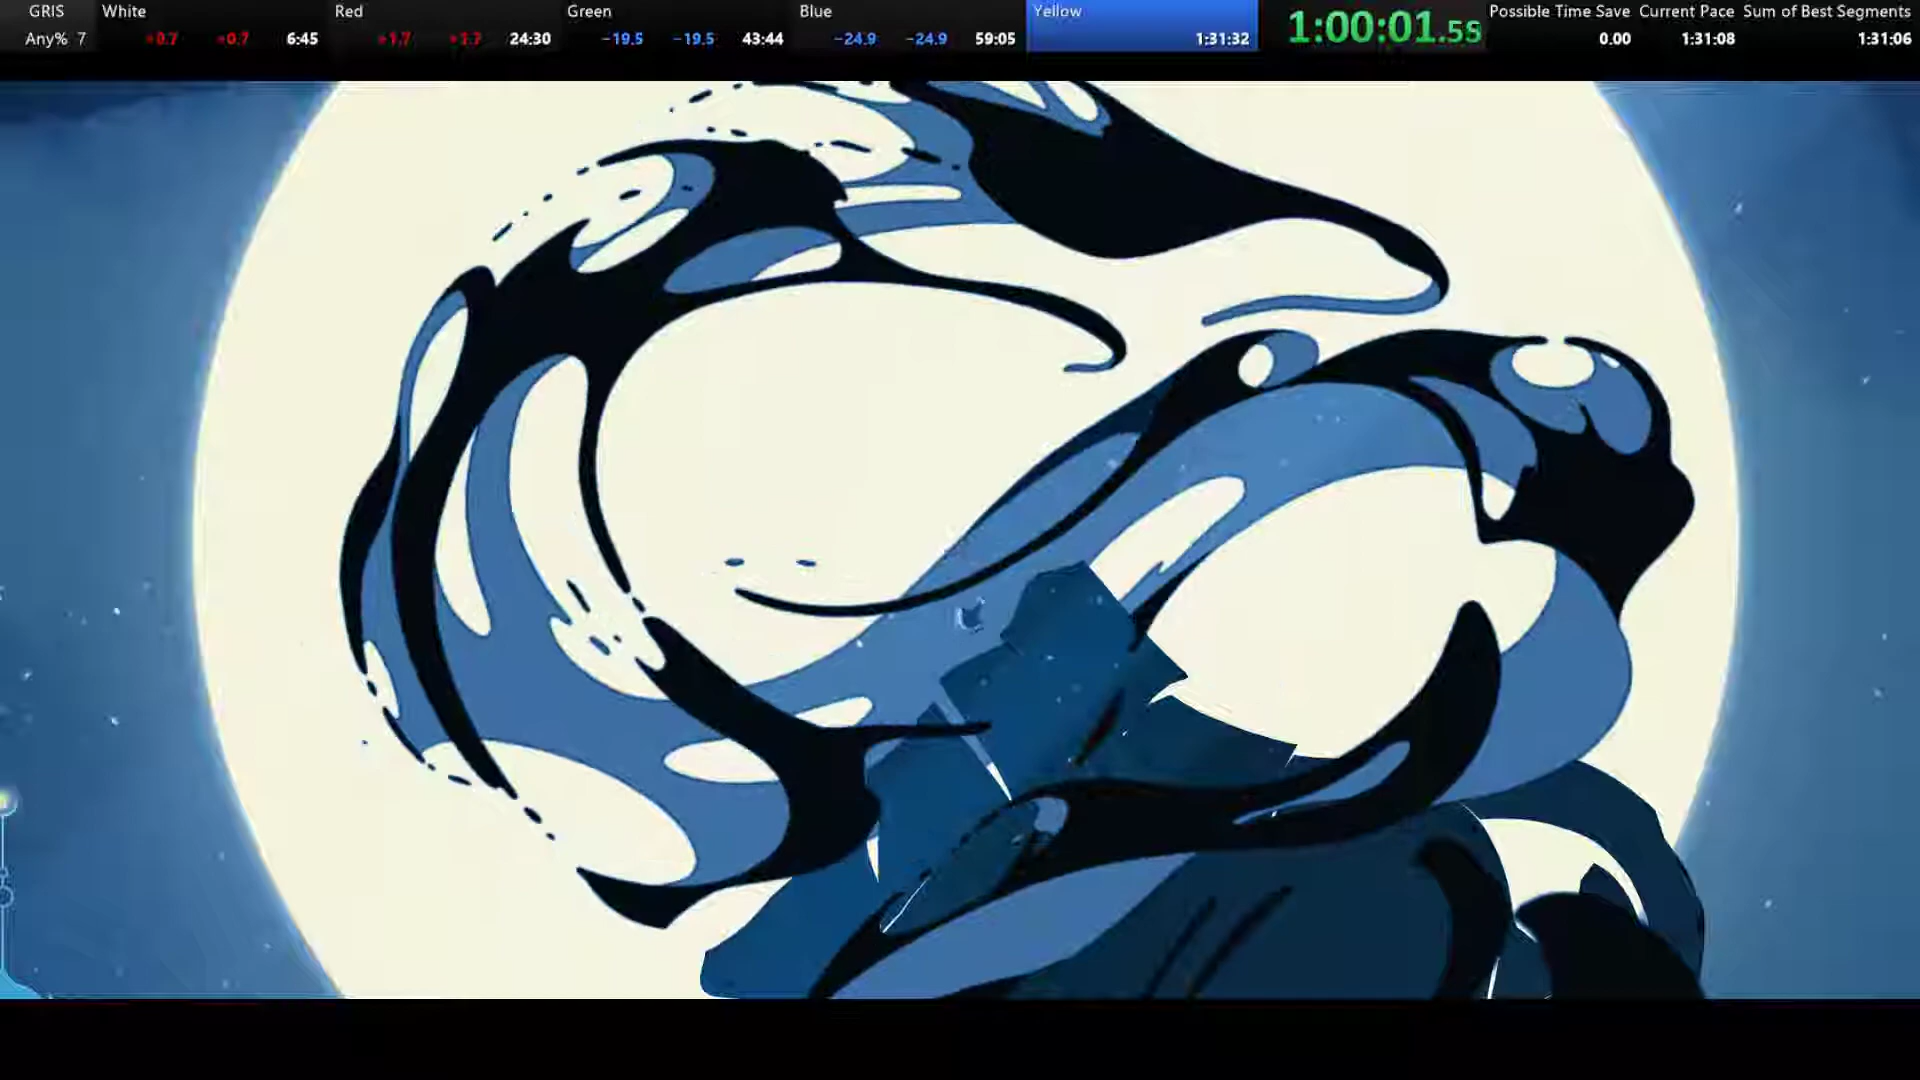 GRIS White Red Green Blue Yellow 1:00:01.55 Possible Time Save Current Pace Sum of Best Segments
Any% 7 +0.7 +0.7 6:45 +1.7 +1.7 24:30 −19.5 −19.5 43:44 −24.9 −24.9 59:05 1:31:32 0.00 1:31:08 1:31:06